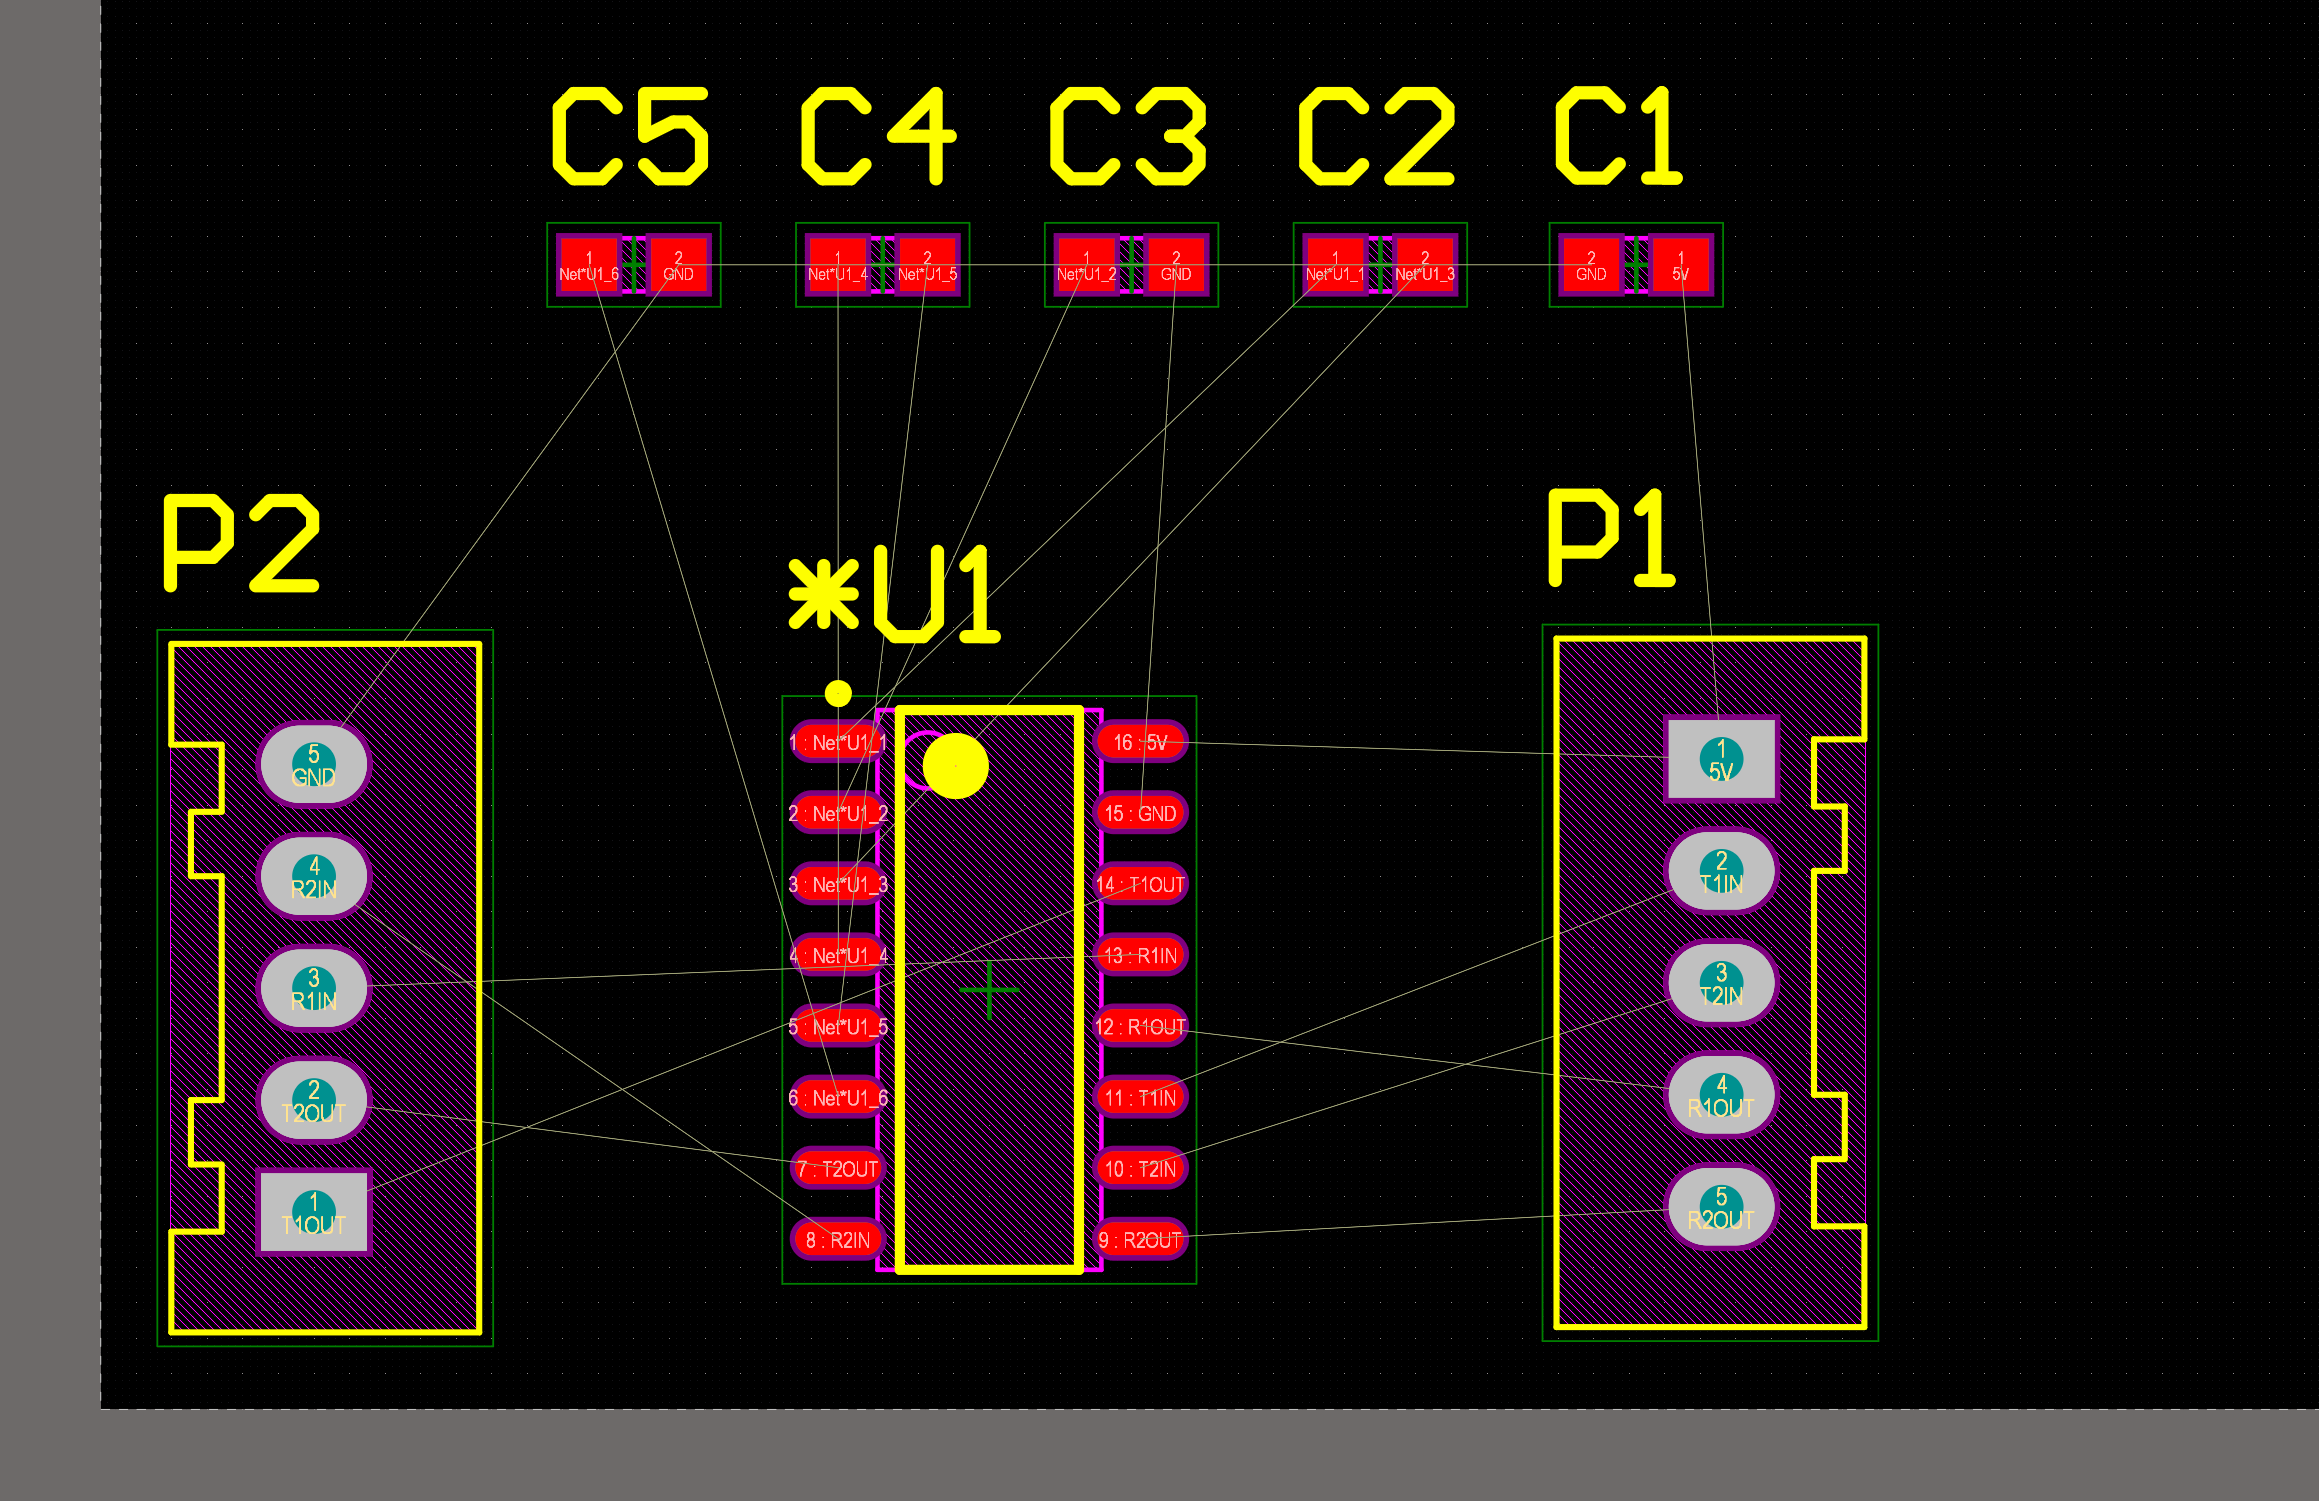 C5 C4 C3 C2 C1
1 2 1 2 1 2 1 2 2 1
Net*U1_6 GND Net*U1_4 Net*U1_5 Net*U1_2 GND Net*U1_1 Net*U1_3 GND 5V
P2
5
GND
4
R2IN
3
R1IN
2
T2OUT
1
T1OUT
*U1
1 : Net*U1_1
2 : Net*U1_2
3 : Net*U1_3
4 : Net*U1_4
5 : Net*U1_5
6 : Net*U1_6
7 : T2OUT
8 : R2IN
16 : 5V
15 : GND
14 : T1OUT
13 : R1IN
12 : R1OUT
11 : T1IN
10 : T2IN
9 : R2OUT
P1
1
5V
2
T1IN
3
T2IN
4
R1OUT
5
R2OUT